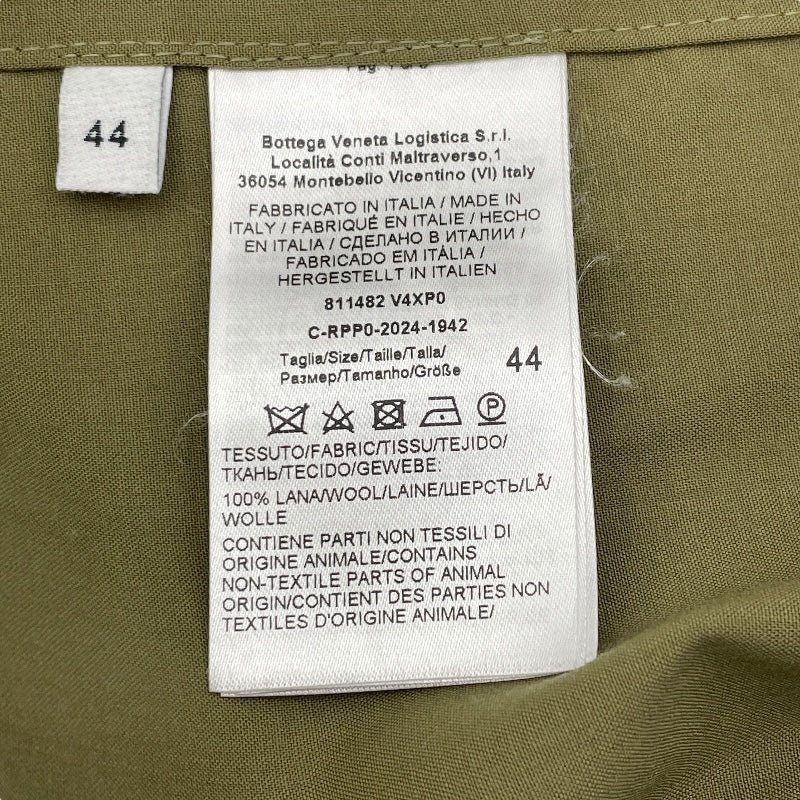 44
Bottega Veneta Logistica S.r.l.
Località Conti Maltraverso,1
36054 Montebello Vicentino (VI) Italy
FABBRICATO IN ITALIA / MADE IN
ITALY / FABRIQUÉ EN ITALIE / HECHO
EN ITALIA / СДЕЛАНО В ИТАЛИИ /
FABRICADO EM ITÁLIA /
HERGESTELLT IN ITALIEN
811482 V4XP0
C-RPP0-2024-1942
Taglia/Size/Taille/Talla/
Размер/Tamanho/Größe
44
P
TESSUTO/FABRIC/TISSU/TEJIDO/
ТКАНЬ/TECIDO/GEWEBE:
100% LANA/WOOL/LAINE/ШЕРСТЬ/LÃ/
WOLLE
CONTIENE PARTI NON TESSILI DI
ORIGINE ANIMALE/CONTAINS
NON-TEXTILE PARTS OF ANIMAL
ORIGIN/CONTIENT DES PARTIES NON
TEXTILES D'ORIGINE ANIMALE/